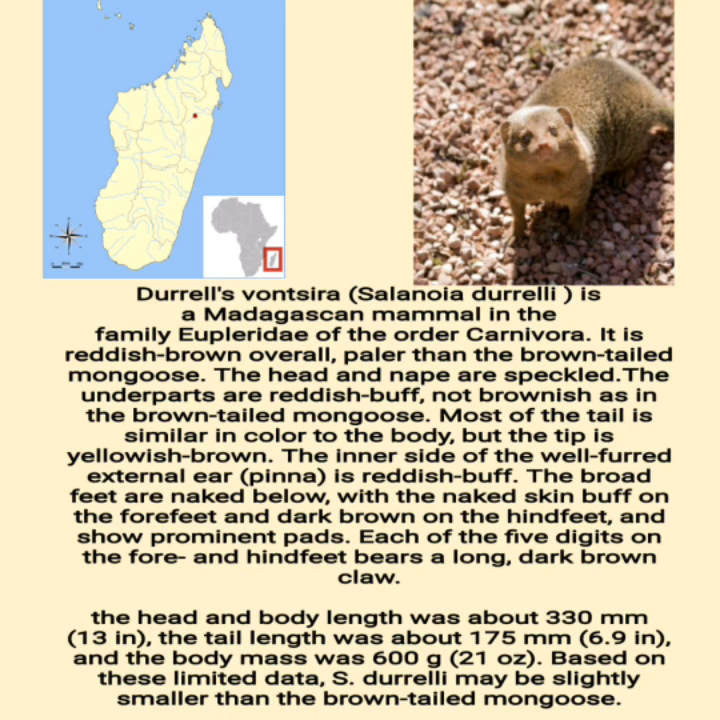 Durrell's vontsira (Salanoia durrelli ) is
a Madagascan mammal in the
family Eupleridae of the order Carnivora. It is
reddish-brown overall, paler than the brown-tailed
mongoose. The head and nape are speckled.The
underparts are reddish-buff, not brownish as in
the brown-tailed mongoose. Most of the tail is
similar in color to the body, but the tip is
yellowish-brown. The inner side of the well-furred
external ear (pinna) is reddish-buff. The broad
feet are naked below, with the naked skin buff on
the forefeet and dark brown on the hindfeet, and
show prominent pads. Each of the five digits on
the fore- and hindfeet bears a long, dark brown
claw.
the head and body length was about 330 mm
(13 in), the tail length was about 175 mm (6.9 in),
and the body mass was 600 g (21 oz). Based on
these limited data, S. durrelli may be slightly
smaller than the brown-tailed mongoose.